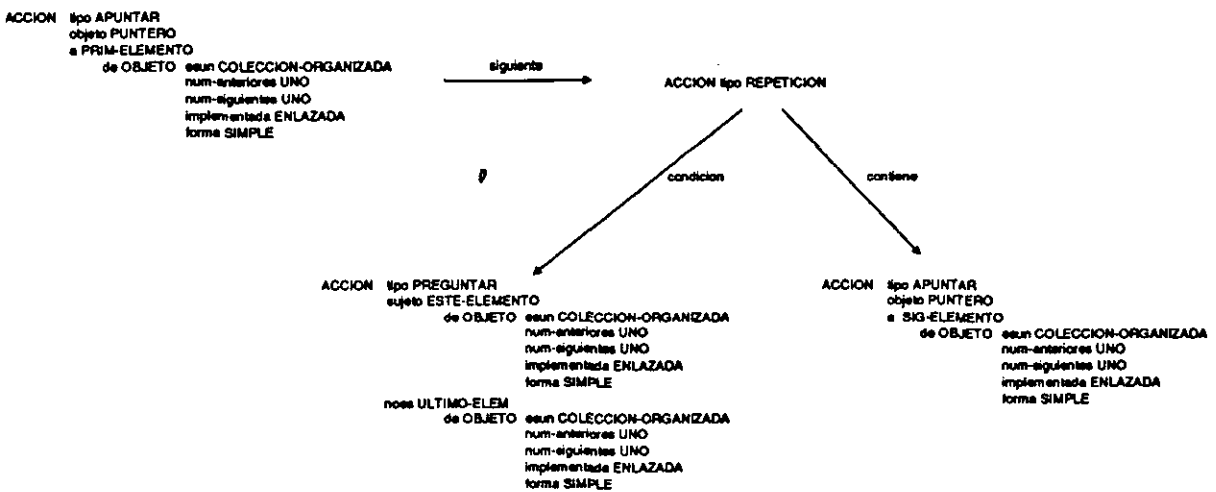 ACCION tipo APUNTAR
objeto PUNTERO
a PRIM-ELEMENTO
de OBJETO esun COLECCION-ORGANIZADA
num-anteriores UNO
num-siguientes UNO
implementada ENLAZADA
forma SIMPLE
siguiente
ACCION tipo REPETICION
condicion
contiene
ACCION tipo PREGUNTAR
sujeto ESTE-ELEMENTO
de OBJETO esun COLECCION-ORGANIZADA
num-anteriores UNO
num-siguientes UNO
implementada ENLAZADA
forma SIMPLE
noes ULTIMO-ELEM
de OBJETO esun COLECCION-ORGANIZADA
num-anteriores UNO
num-siguientes UNO
implementada ENLAZADA
forma SIMPLE
ACCION tipo APUNTAR
objeto PUNTERO
a SIG-ELEMENTO
de OBJETO esun COLECCION-ORGANIZADA
num-anteriores UNO
num-siguientes UNO
implementada ENLAZADA
forma SIMPLE